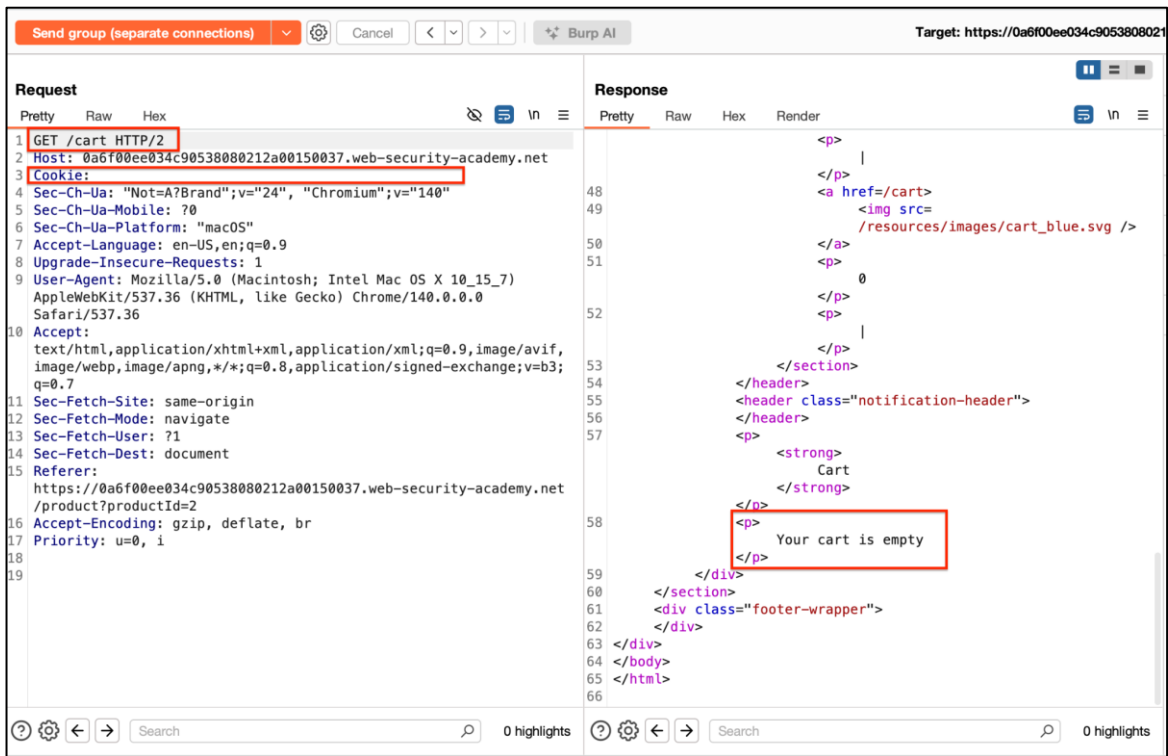 Send group (separate connections) Cancel Burp AI Target: https://0a6f00ee034c9053808021
Request
Pretty Raw Hex \n
1 GET /cart HTTP/2
2 Host: 0a6f00ee034c90538080212a00150037.web-security-academy.net
3 Cookie:
4 Sec-Ch-Ua: "Not=A?Brand";v="24", "Chromium";v="140"
5 Sec-Ch-Ua-Mobile: ?0
6 Sec-Ch-Ua-Platform: "macOS"
7 Accept-Language: en-US,en;q=0.9
8 Upgrade-Insecure-Requests: 1
9 User-Agent: Mozilla/5.0 (Macintosh; Intel Mac OS X 10_15_7)
AppleWebKit/537.36 (KHTML, like Gecko) Chrome/140.0.0.0
Safari/537.36
10 Accept:
text/html,application/xhtml+xml,application/xml;q=0.9,image/avif,
image/webp,image/apng,*/*;q=0.8,application/signed-exchange;v=b3;
q=0.7
11 Sec-Fetch-Site: same-origin
12 Sec-Fetch-Mode: navigate
13 Sec-Fetch-User: ?1
14 Sec-Fetch-Dest: document
15 Referer:
https://0a6f00ee034c90538080212a00150037.web-security-academy.net
/product?productId=2
16 Accept-Encoding: gzip, deflate, br
17 Priority: u=0, i
18
19
Search 0 highlights
Response
Pretty Raw Hex Render \n
<p>
|
</p>
48 <a href=/cart>
49 <img src=
/resources/images/cart_blue.svg />
50 </a>
51 <p>
0
</p>
52 <p>
|
</p>
53 </section>
54 </header>
55 <header class="notification-header">
56 </header>
57 <p>
<strong>
Cart
</strong>
</p>
58 <p>
Your cart is empty
</p>
59 </div>
60 </section>
61 <div class="footer-wrapper">
62 </div>
63 </div>
64 </body>
65 </html>
66
Search 0 highlights